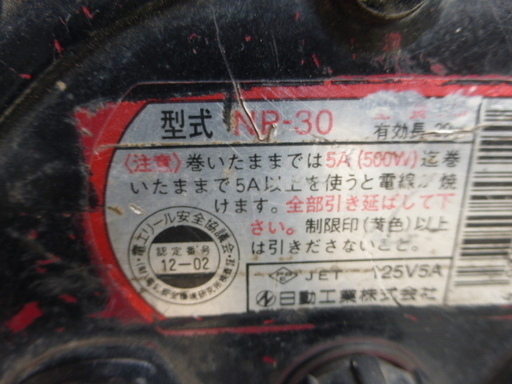 型式 NP-30
有効長
〈注意〉巻いたままでは5A(500W)迄巻
いたままで5A以上を使うと電線が焼
けます。全部引き延ばして下
さい。制限印(黄色)以上
は引きださないこと。
電工リール安全協議会
認定番号
12-02
JET 125V5A
日動工業株式会社